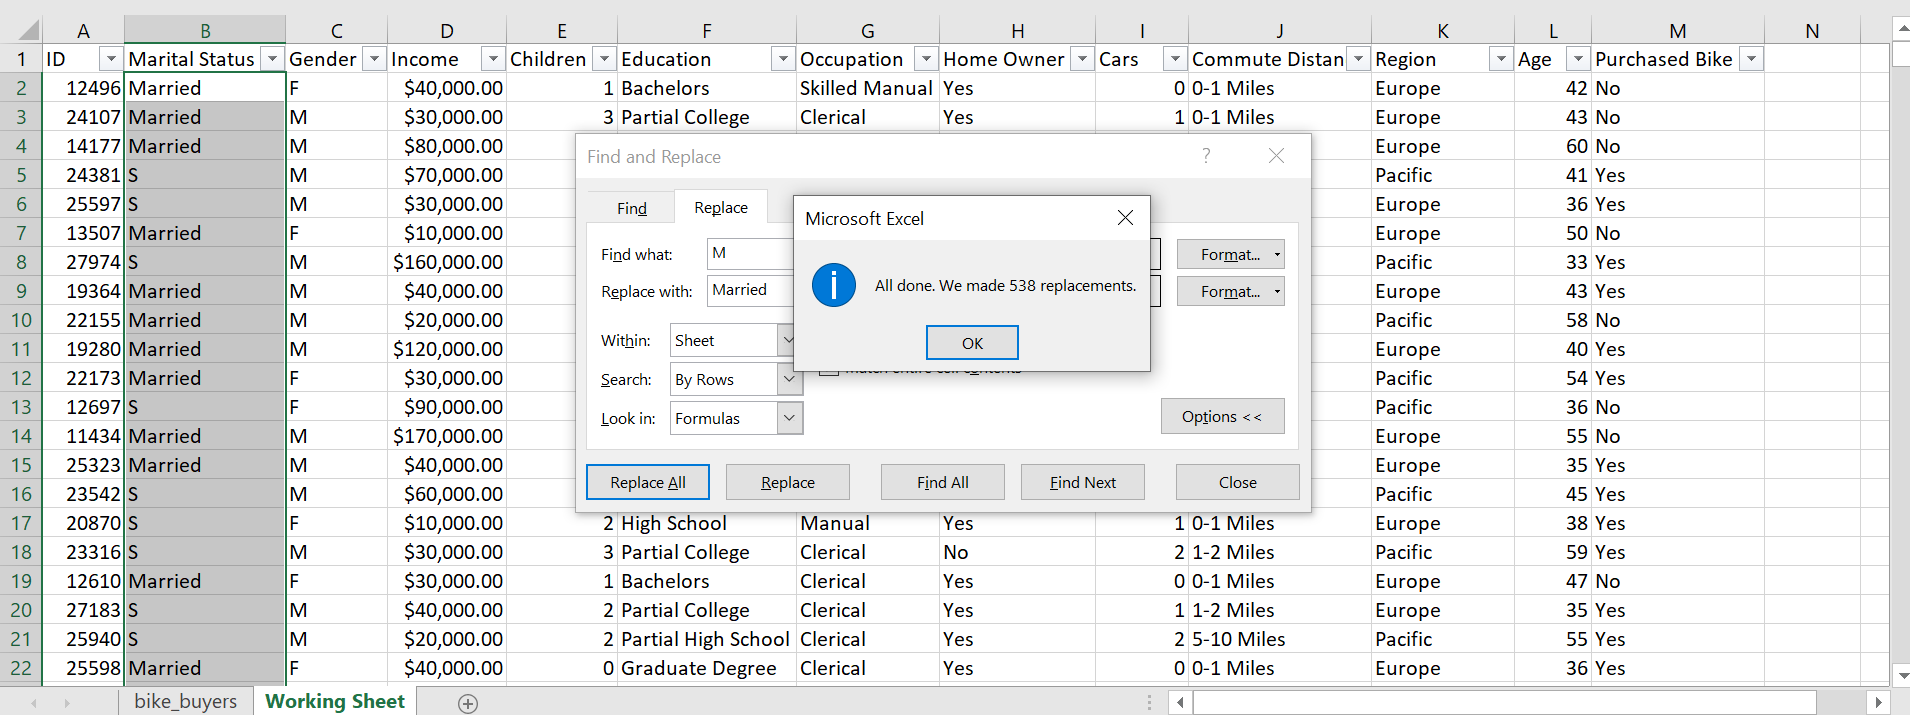 A B C D E F G H I J K L M N
1 ID Marital Status Gender Income Children Education Occupation Home Owner Cars Commute Distan Region Age Purchased Bike
2 12496 Married F $40,000.00 1 Bachelors Skilled Manual Yes 0 0-1 Miles Europe 42 No
3 24107 Married M $30,000.00 3 Partial College Clerical Yes 1 0-1 Miles Europe 43 No
4 14177 Married M $80,000.00 Europe 60 No
5 24381 S M $70,000.00 Pacific 41 Yes
6 25597 S M $30,000.00 Europe 36 Yes
7 13507 Married F $10,000.00 Europe 50 No
8 27974 S M $160,000.00 Pacific 33 Yes
9 19364 Married M $40,000.00 Europe 43 Yes
10 22155 Married M $20,000.00 Pacific 58 No
11 19280 Married M $120,000.00 Europe 40 Yes
12 22173 Married F $30,000.00 Pacific 54 Yes
13 12697 S F $90,000.00 Pacific 36 No
14 11434 Married M $170,000.00 Europe 55 No
15 25323 Married M $40,000.00 Europe 35 Yes
16 23542 S M $60,000.00 Pacific 45 Yes
17 20870 S F $10,000.00 2 High School Manual Yes 1 0-1 Miles Europe 38 Yes
18 23316 S M $30,000.00 3 Partial College Clerical No 2 1-2 Miles Pacific 59 Yes
19 12610 Married F $30,000.00 1 Bachelors Clerical Yes 0 0-1 Miles Europe 47 No
20 27183 S M $40,000.00 2 Partial College Clerical Yes 1 1-2 Miles Europe 35 Yes
21 25940 S M $20,000.00 2 Partial High School Clerical Yes 2 5-10 Miles Pacific 55 Yes
22 25598 Married F $40,000.00 0 Graduate Degree Clerical Yes 0 0-1 Miles Europe 36 Yes
Find and Replace ?
Find Replace
Find what: M Format...
Replace with: Married Format...
Within: Sheet
Search: By Rows
Look in: Formulas
Options <<
Replace All Replace Find All Find Next Close
Microsoft Excel
All done. We made 538 replacements.
OK
bike_buyers Working Sheet